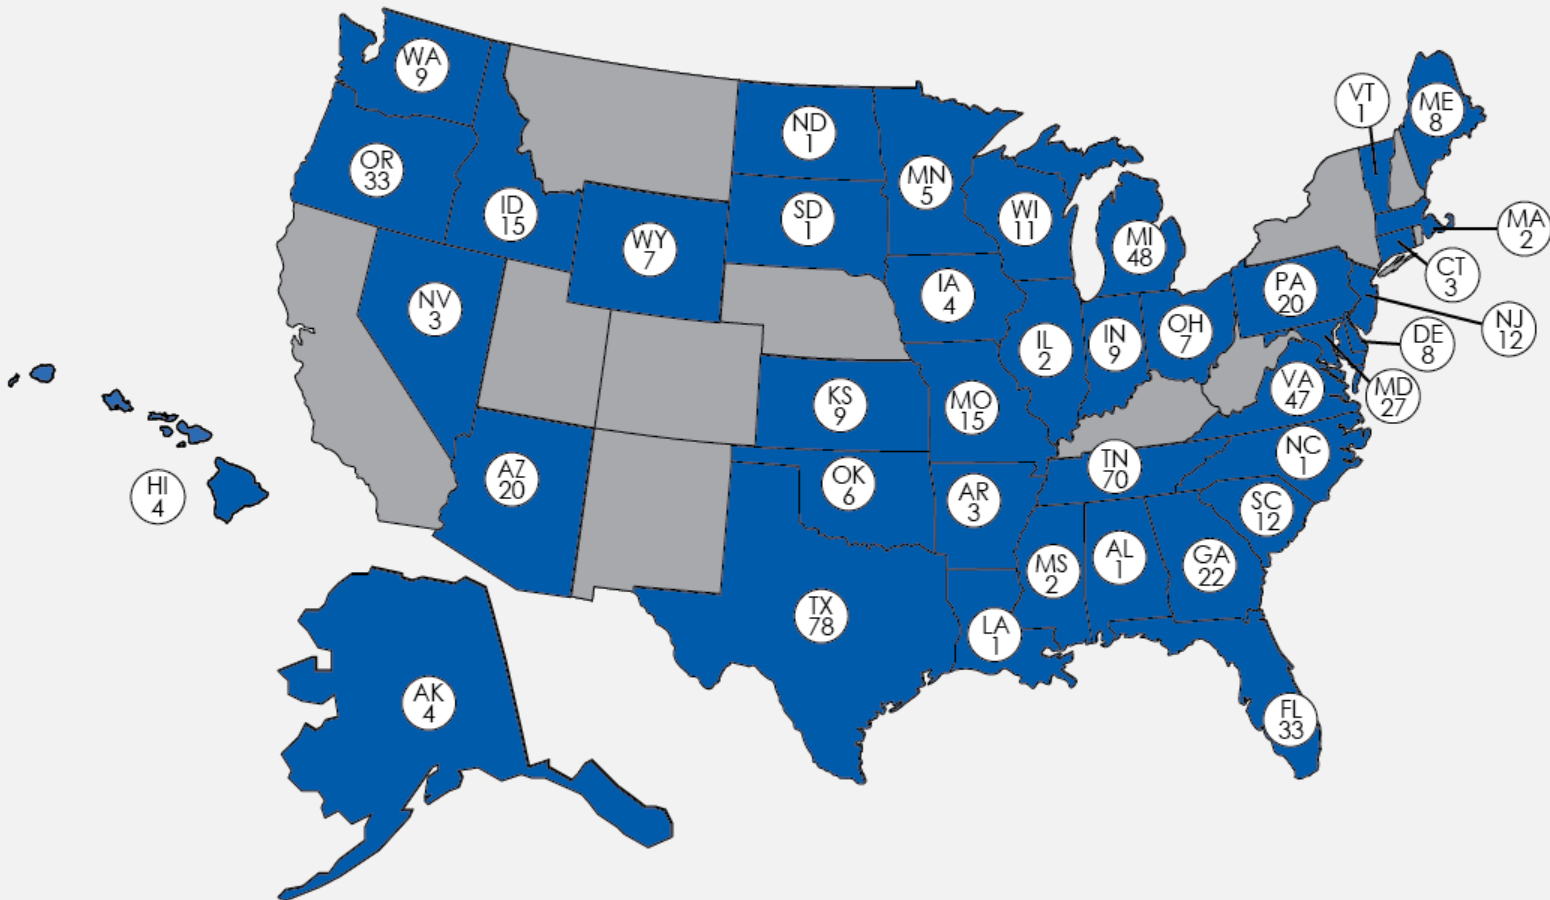 WA
9
VT
1
ME
8
ND
1
OR
33
MN
5
ID
15
SD
1
WI
11
MA
2
WY
7
MI
48
CT
3
NV
3
IA
4
PA
20
OH
7
IN
9
IL
2
NJ
12
DE
8
VA
47
MD
27
KS
9
MO
15
NC
1
TN
70
AZ
20
OK
6
HI
4
AR
3
SC
12
AL
1
GA
22
MS
2
TX
78
LA
1
AK
4
FL
33